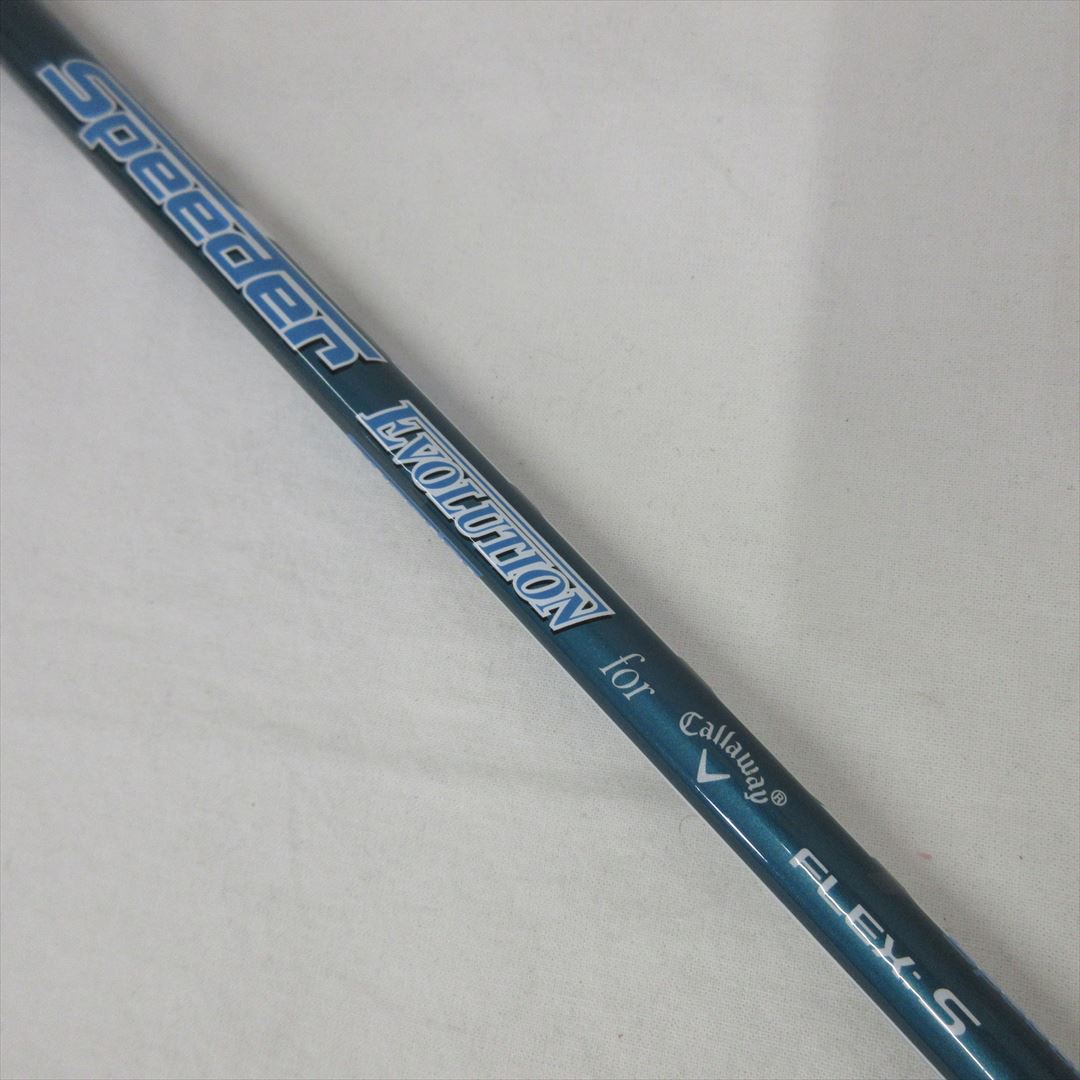 Speeder
EVOLUTION
for
Callaway®
FLEX-S